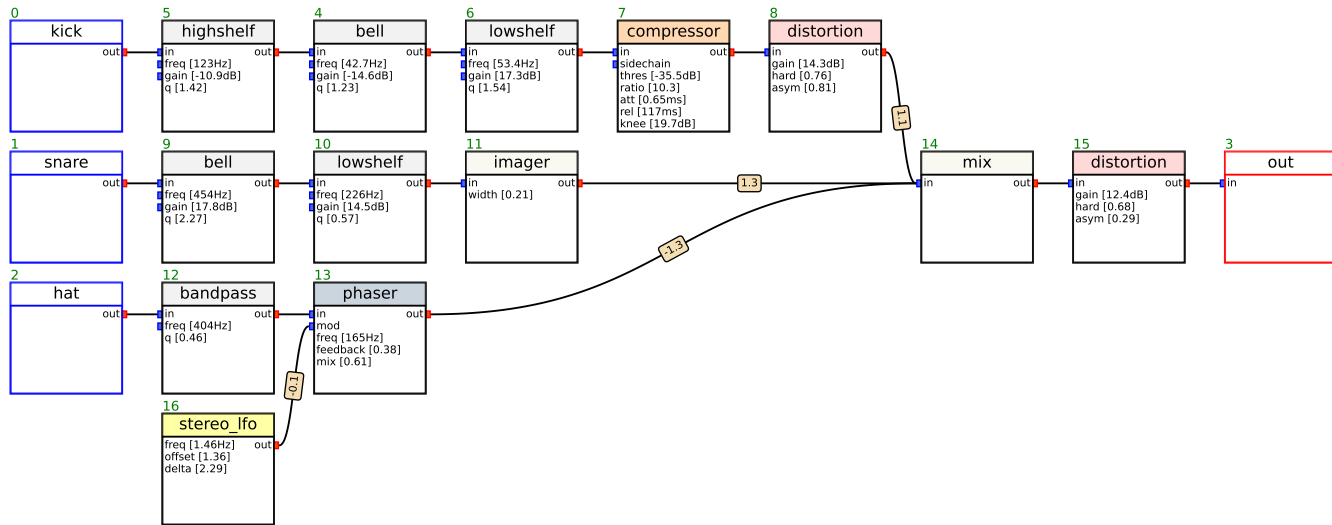 0
kick
out
5
highshelf
in out
freq [123Hz]
gain [-10.9dB]
q [1.42]
4
bell
in out
freq [42.7Hz]
gain [-14.6dB]
q [1.23]
6
lowshelf
in out
freq [53.4Hz]
gain [17.3dB]
q [1.54]
7
compressor
in out
sidechain
thres [-35.5dB]
ratio [10.3]
att [0.65ms]
rel [117ms]
knee [19.7dB]
8
distortion
in out
gain [14.3dB]
hard [0.76]
asym [0.81]
1.1
1
snare
out
9
bell
in out
freq [454Hz]
gain [17.8dB]
q [2.27]
10
lowshelf
in out
freq [226Hz]
gain [14.5dB]
q [0.57]
11
imager
in out
width [0.21]
1.3
14
mix
in out
15
distortion
in out
gain [12.4dB]
hard [0.68]
asym [0.29]
3
out
in
2
hat
out
12
bandpass
in out
freq [404Hz]
q [0.46]
13
phaser
in out
mod
freq [165Hz]
feedback [0.38]
mix [0.61]
-1.3
-0.1
16
stereo_lfo
freq [1.46Hz] out
offset [1.36]
delta [2.29]